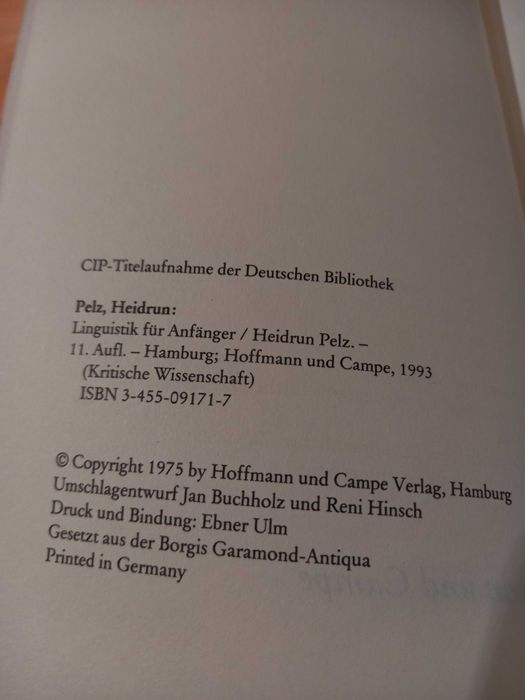 CIP-Titelaufnahme der Deutschen Bibliothek
Pelz, Heidrun:
Linguistik für Anfänger / Heidrun Pelz. –
11. Aufl. – Hamburg; Hoffmann und Campe, 1993
(Kritische Wissenschaft)
ISBN 3-455-09171-7
© Copyright 1975 by Hoffmann und Campe Verlag, Hamburg
Umschlagentwurf Jan Buchholz und Reni Hinsch
Druck und Bindung: Ebner Ulm
Gesetzt aus der Borgis Garamond-Antiqua
Printed in Germany